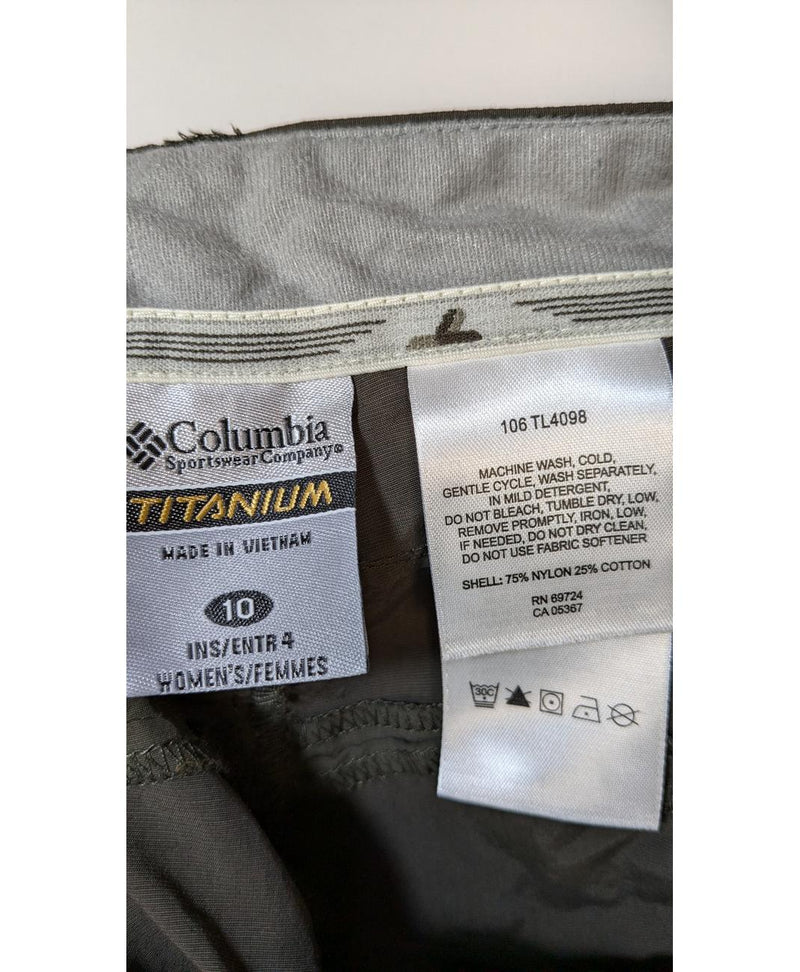 Columbia
Sportswear Company®
TITANIUM
MADE IN VIETNAM
10
INS/ENTR 4
WOMEN'S/FEMMES
106 TL4098
MACHINE WASH, COLD,
GENTLE CYCLE, WASH SEPARATELY,
IN MILD DETERGENT,
DO NOT BLEACH, TUMBLE DRY, LOW,
REMOVE PROMPTLY, IRON, LOW,
IF NEEDED, DO NOT DRY CLEAN,
DO NOT USE FABRIC SOFTENER
SHELL: 75% NYLON 25% COTTON
RN 69724
CA 05367
30C